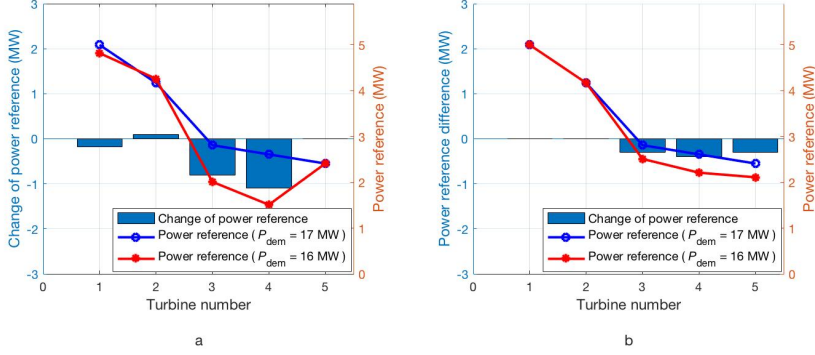 3
2
1
0
-1
-2
-3
Change of power reference (MW)
5
4
3
2
1
0
Power reference (MW)
Change of power reference
Power reference ( P_dem = 17 MW )
Power reference ( P_dem = 16 MW )
0 1 2 3 4 5
Turbine number
a
3
2
1
0
-1
-2
-3
Power reference difference (MW)
5
4
3
2
1
0
Power reference (MW)
Change of power reference
Power reference ( P_dem = 17 MW )
Power reference ( P_dem = 16 MW )
0 1 2 3 4 5
Turbine number
b